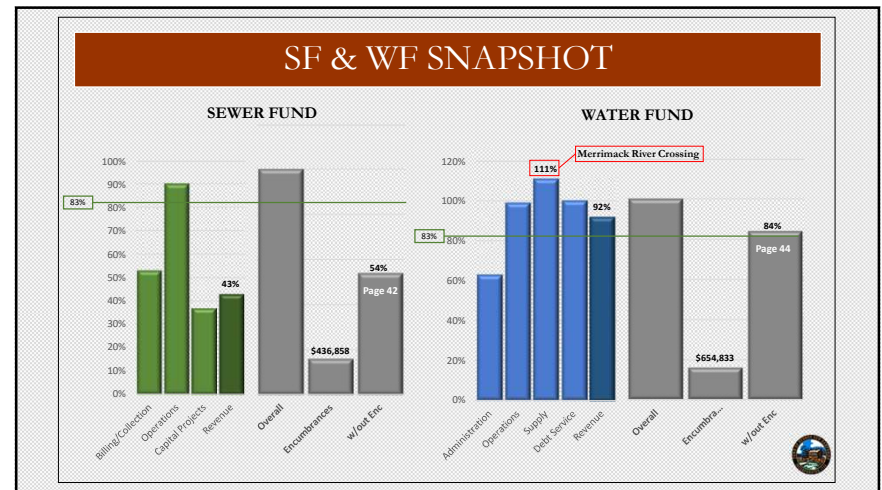 SF & WF SNAPSHOT
SEWER FUND
100%
90%
80%
70%
60%
50%
40%
30%
20%
10%
0%
83%
43%
$436,858
54%
Page 42
Billing/Collection
Operations
Capital Projects
Revenue
Overall
Encumbrances
w/out Enc
WATER FUND
Merrimack River Crossing
120%
100%
80%
60%
40%
20%
0%
83%
111%
92%
$654,833
84%
Page 44
Administration
Operations
Supply
Debt Service
Revenue
Overall
Encumbra...
w/out Enc